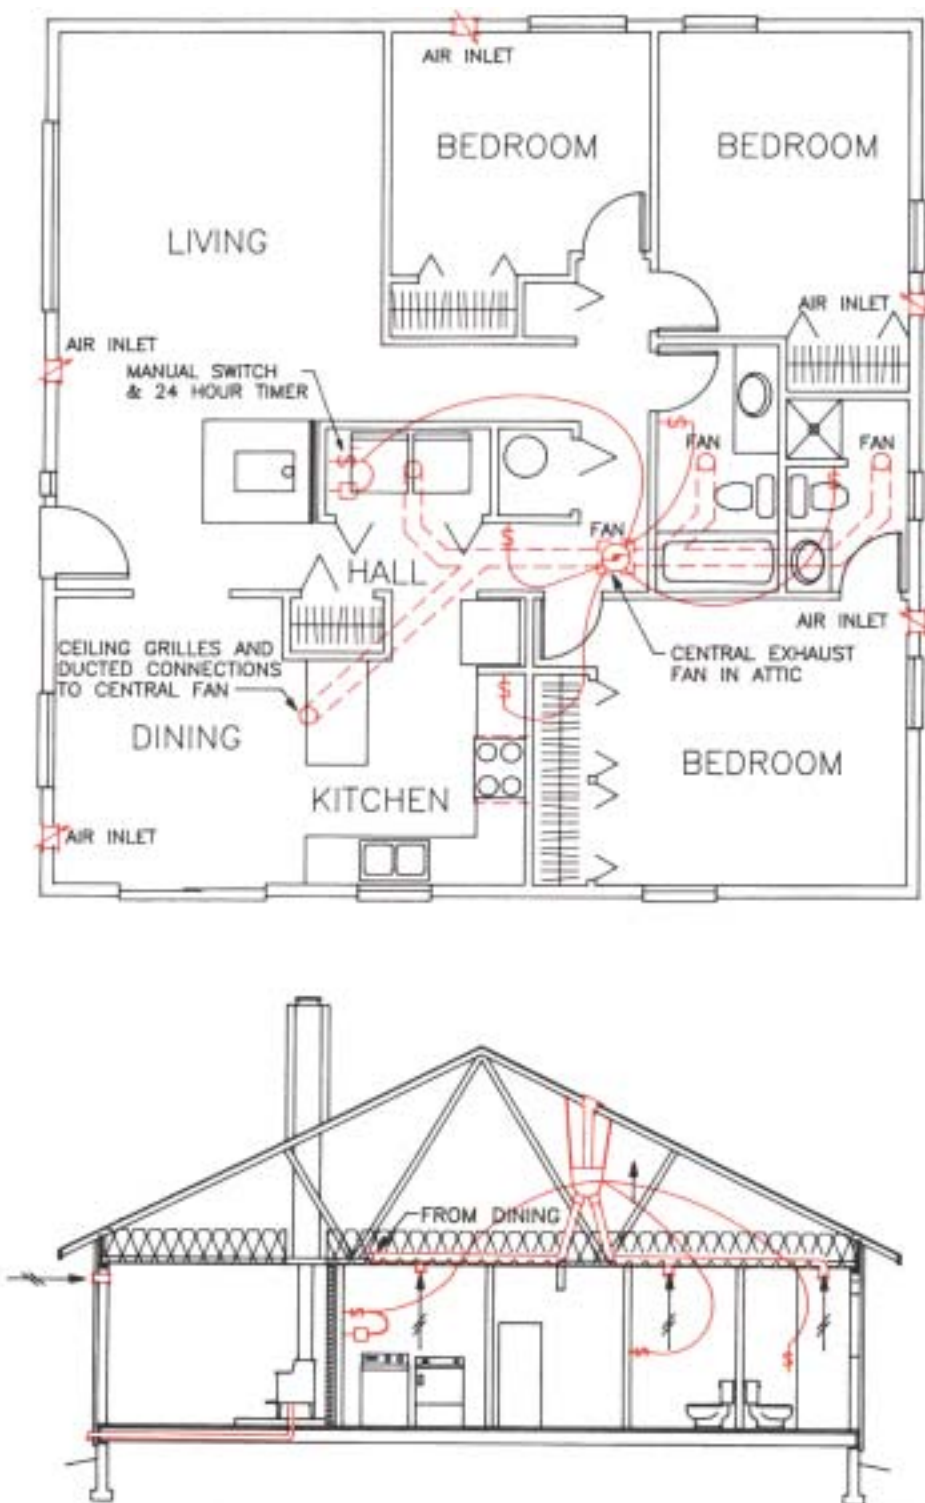 AIR INLET
BEDROOM
BEDROOM
LIVING
AIR INLET
AIR INLET
MANUAL SWITCH
& 24 HOUR TIMER
FAN
FAN
FAN
HALL
AIR INLET
CEILING GRILLES AND
DUCTED CONNECTIONS
TO CENTRAL FAN
CENTRAL EXHAUST
FAN IN ATTIC
DINING
BEDROOM
KITCHEN
AIR INLET
FROM DINING